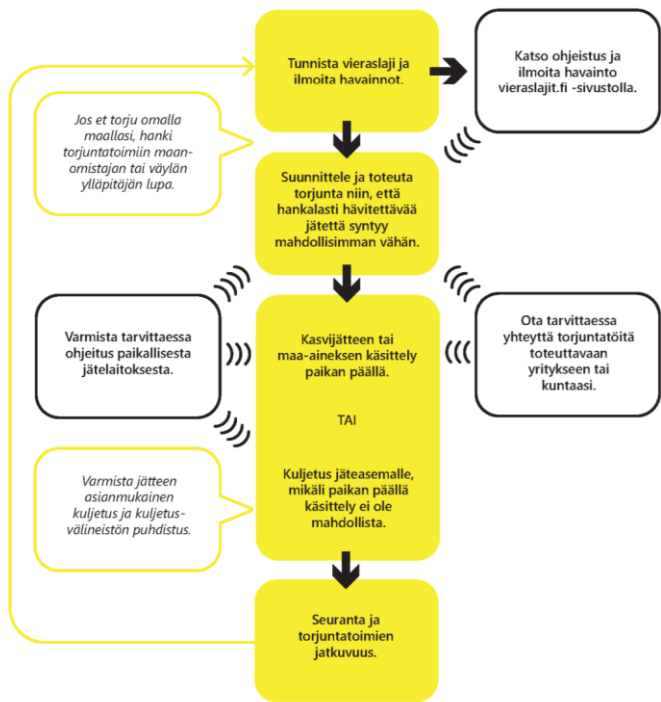 Tunnista vieraslaji ja
ilmoita havainnot.
Katso ohjeistus ja
ilmoita havainto
vieraslajit.fi -sivustolla.
Jos et torju omalla
maallasi, hanki
torjuntatoimiin maan-
omistajan tai väylän
ylläpitäjän lupa.
Suunnittele ja toteuta
torjunta niin, että
hankalasti hävitettävää
jätettä syntyy
mahdollisimman vähän.
Varmista tarvittaessa
ohjeitus paikallisesta
jätelaitoksesta.
Kasvijätteen tai
maa-aineksen käsittely
paikan päällä.
TAI
Kuljetus jäteasemalle,
mikäli paikan päällä
käsittely ei ole
mahdollista.
Ota tarvittaessa
yhteyttä torjuntatöitä
toteuttavaan
yritykseen tai
kuntaasi.
Varmista jätteen
asianmukainen
kuljetus ja kuljetus-
välineistön puhdistus.
Seuranta ja
torjuntatoimien
jatkuvuus.